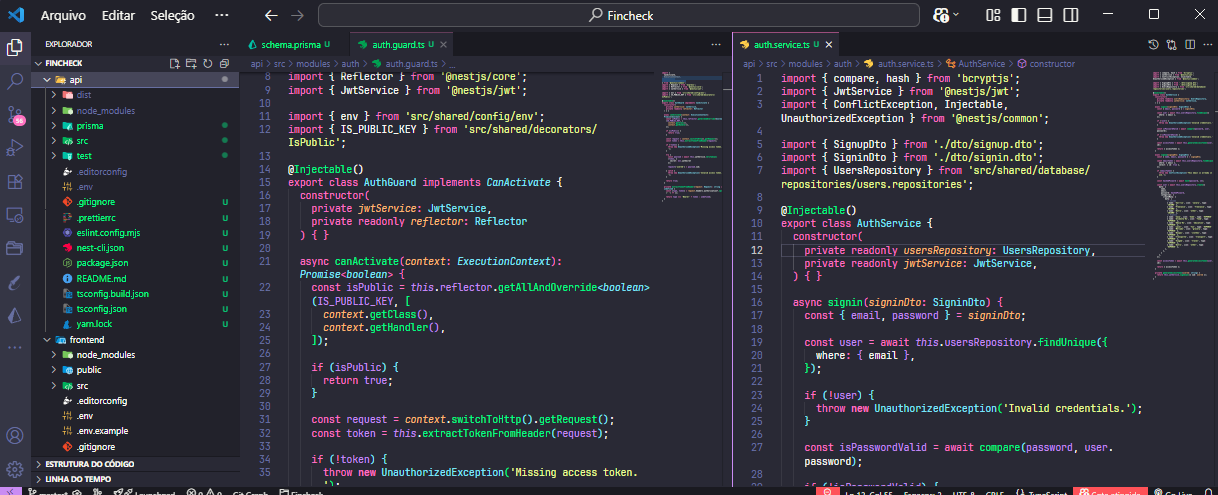 Arquivo Editar Seleção ···
Fincheck
EXPLORADOR
FINCHECK
api
dist
node_modules
prisma
src
test
.editorconfig
.env
.gitignore U
.prettierrc U
eslint.config.mjs U
nest-cli.json U
package.json U
README.md U
tsconfig.build.json U
tsconfig.json U
yarn.lock U
frontend
node_modules
public
src
.editorconfig
.env
.env.example
.gitignore
ESTRUTURA DO CÓDIGO
LINHA DO TEMPO
56
schema.prisma U
auth.guard.ts U
api > src > modules > auth > auth.guard.ts > ...
8 import { Reflector } from '@nestjs/core';
9 import { JwtService } from '@nestjs/jwt';
10
11 import { env } from 'src/shared/config/env';
12 import { IS_PUBLIC_KEY } from 'src/shared/decorators/
IsPublic';
13
14 @Injectable()
15 export class AuthGuard implements CanActivate {
16 constructor(
17 private jwtService: JwtService,
18 private readonly reflector: Reflector
19 ) { }
20
21 async canActivate(context: ExecutionContext):
Promise<boolean> {
22 const isPublic = this.reflector.getAllAndOverride<boolean>
(IS_PUBLIC_KEY, [
23 context.getClass(),
24 context.getHandler(),
25 ]);
26
27 if (isPublic) {
28 return true;
29 }
30
31 const request = context.switchToHttp().getRequest();
32 const token = this.extractTokenFromHeader(request);
33
34 if (!token) {
35 throw new UnauthorizedException('Missing access token.
');
auth.service.ts U
api > src > modules > auth > auth.service.ts > AuthService > constructor
1 import { compare, hash } from 'bcryptjs';
2 import { JwtService } from '@nestjs/jwt';
3 import { ConflictException, Injectable,
UnauthorizedException } from '@nestjs/common';
4
5 import { SignupDto } from './dto/signup.dto';
6 import { SigninDto } from './dto/signin.dto';
7 import { UsersRepository } from 'src/shared/database/
repositories/users.repositories';
8
9 @Injectable()
10 export class AuthService {
11 constructor(
12 private readonly usersRepository: UsersRepository,
13 private readonly jwtService: JwtService,
14 ) { }
15
16 async signin(signinDto: SigninDto) {
17 const { email, password } = signinDto;
18
19 const user = await this.usersRepository.findUnique({
20 where: { email },
21 });
22
23 if (!user) {
24 throw new UnauthorizedException('Invalid credentials.');
25 }
26
27 const isPasswordValid = await compare(password, user.
password);
28